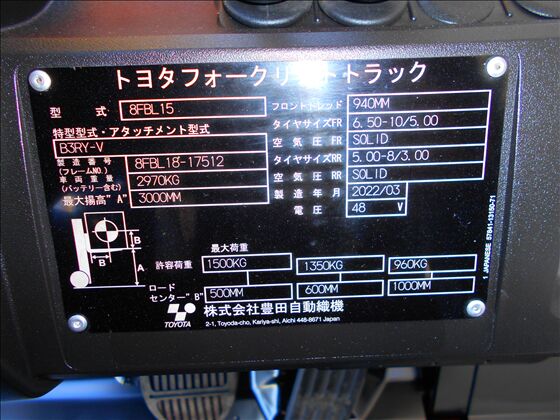 トヨタフォークリフトトラック
型 式 8FBL15
フロントトレッド 940MM
特型型式・アタッチメント型式
B3RY-V
タイヤサイズFR 6.50-10/5.00
空気圧FR SOLID
製造番号 (フレームNO.) 8FBL18-17512
タイヤサイズRR 5.00-8/3.00
車両重量 (バッテリー含む) 2970KG
空気圧RR SOLID
最大揚高"A" 3000MM
製造年月 2022/03
電圧 48 V
B
B
A
最大荷重
許容荷重 1500KG 1350KG 960KG
ロードセンター"B" 500MM 600MM 1000MM
TOYOTA 株式会社豊田自動織機
2-1, Toyoda-cho, Kariya-shi, Aichi 448-8671 Japan
1 JAPANESE 57841-13150-71